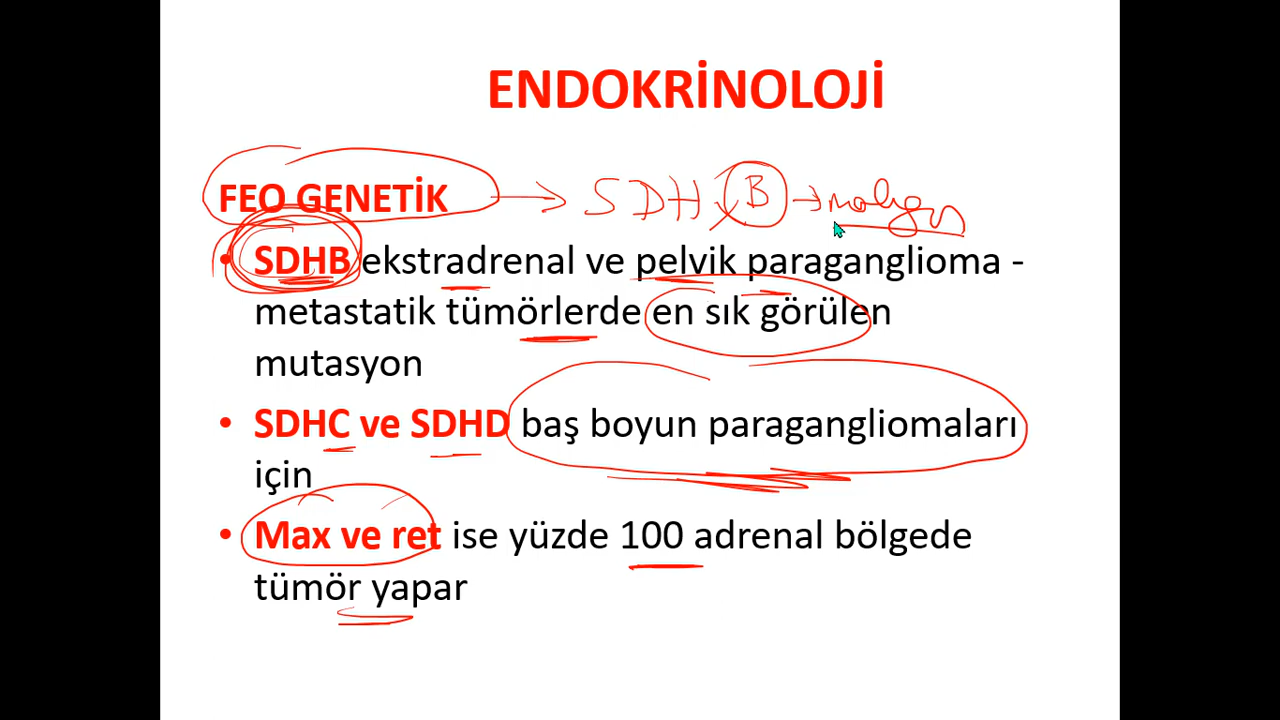 ENDOKRİNOLOJİ
FEO GENETİK → SDH B → malign
• SDHB ekstradrenal ve pelvik paraganglioma -
metastatik tümörlerde en sık görülen
mutasyon
• SDHC ve SDHD baş boyun paragangliomaları
için
• Max ve ret ise yüzde 100 adrenal bölgede
tümör yapar